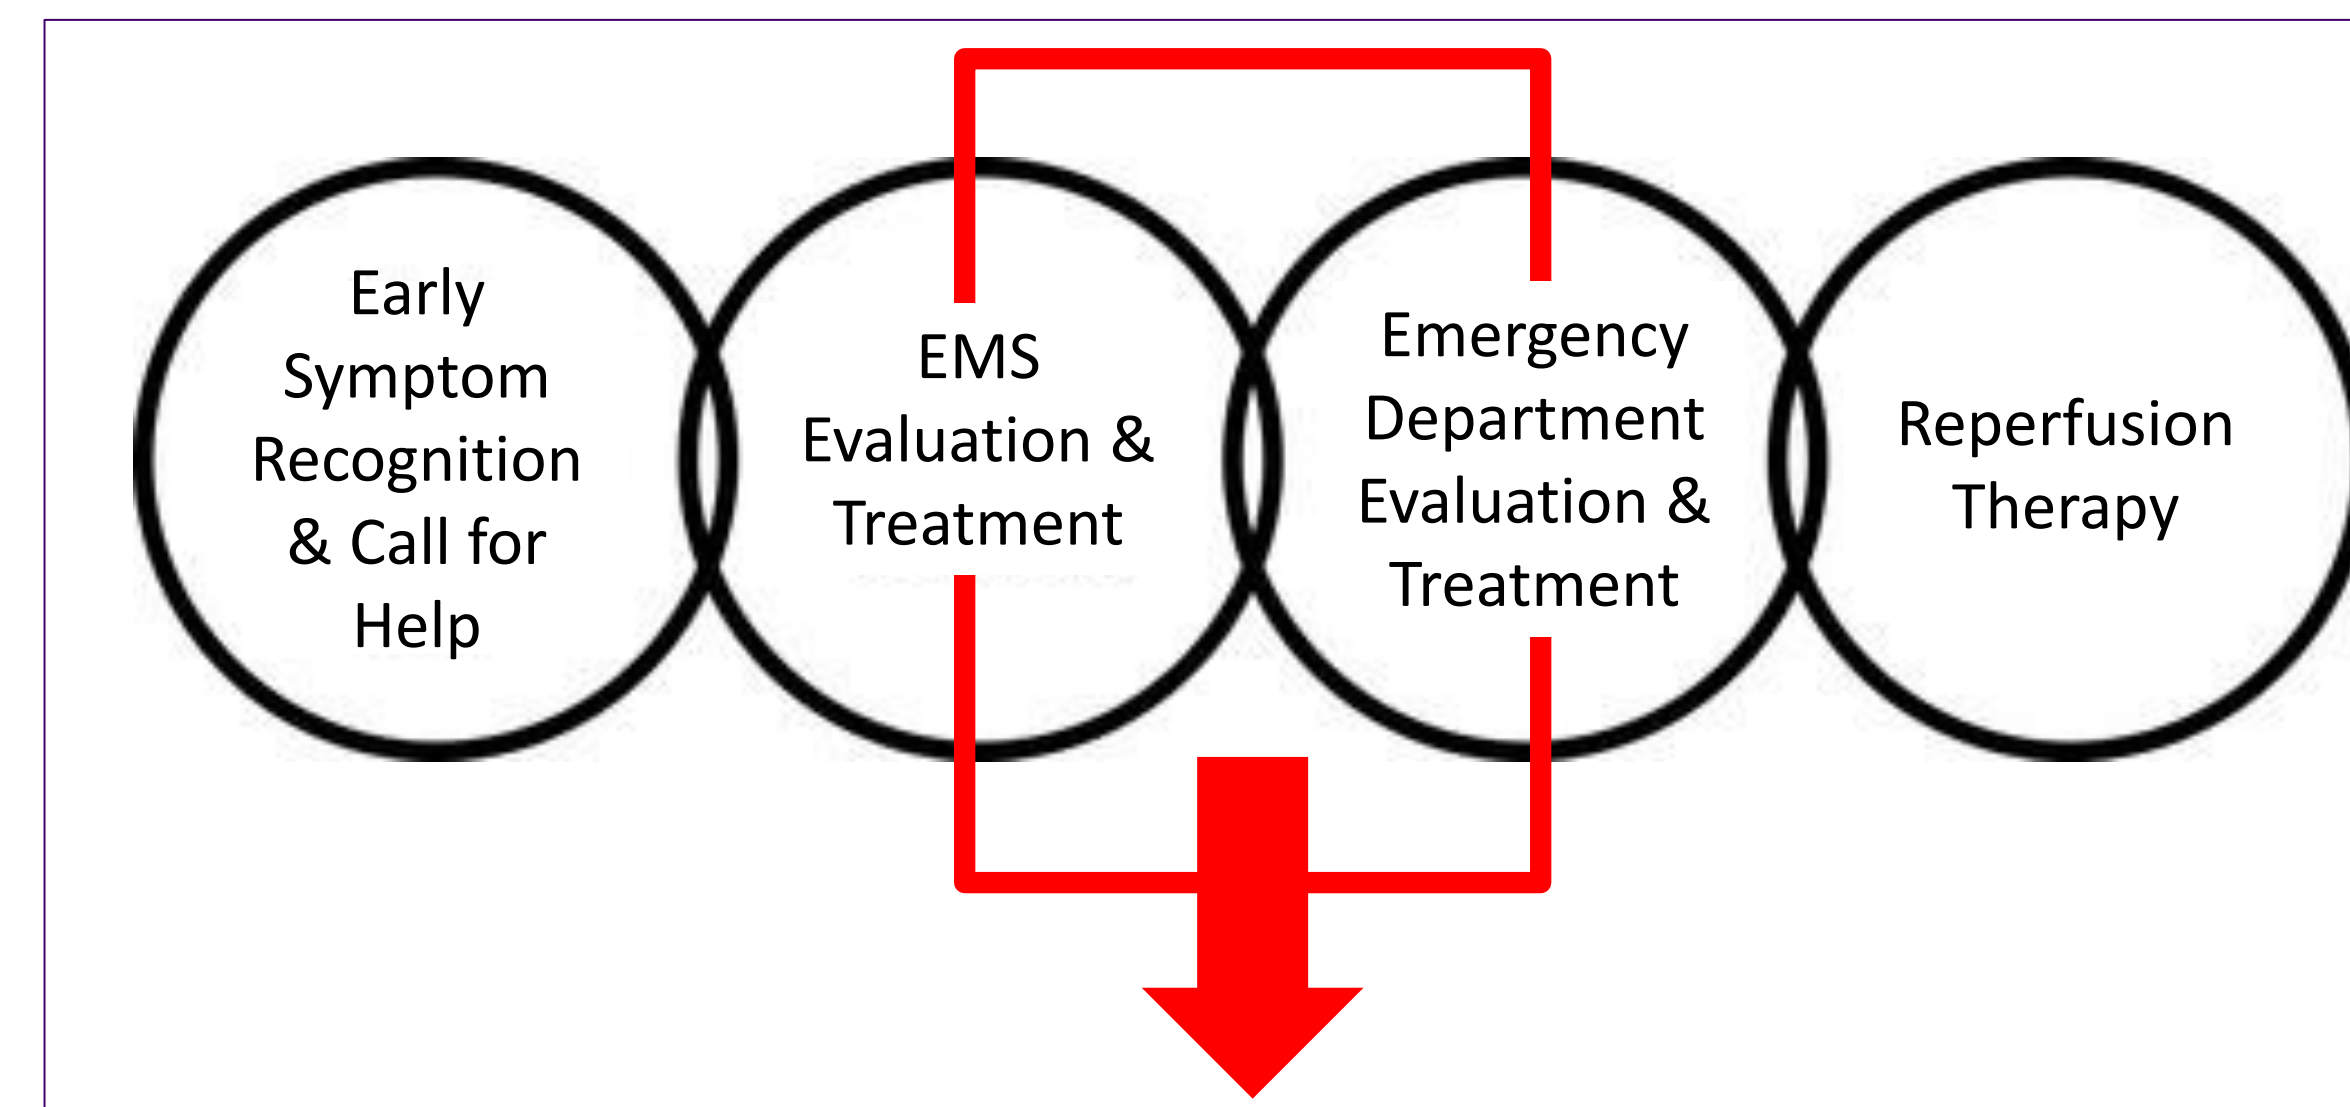 Early
Symptom
Recognition
& Call for
Help
EMS
Evaluation &
Treatment
Emergency
Department
Evaluation &
Treatment
Reperfusion
Therapy